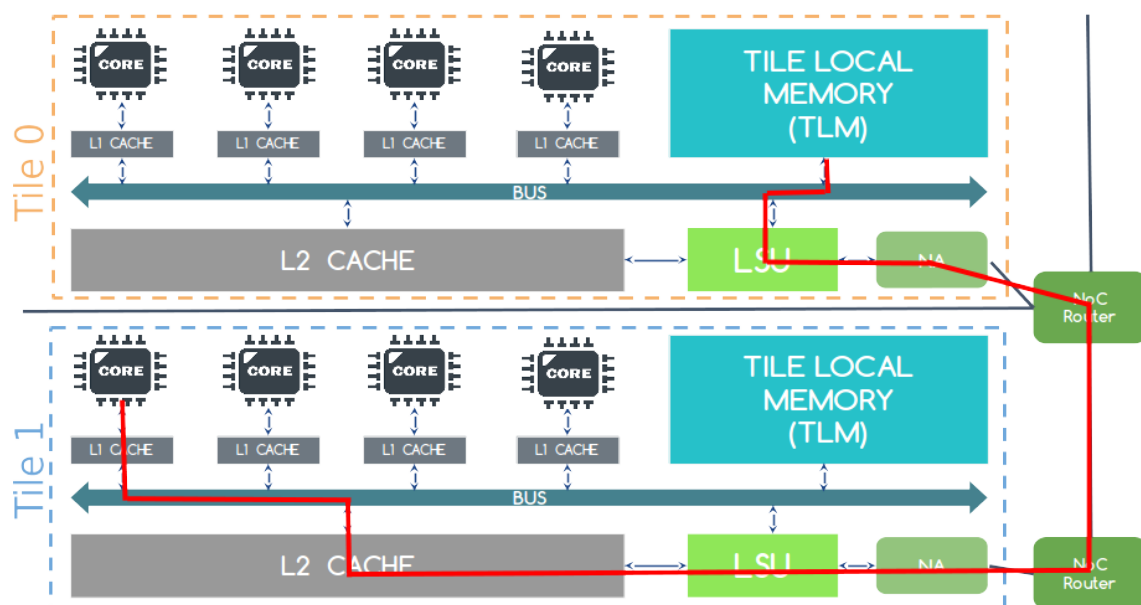 Tile 0
CORE
CORE
CORE
CORE
TILE LOCAL
MEMORY
(TLM)
L1 CACHE
L1 CACHE
L1 CACHE
L1 CACHE
BUS
L2 CACHE
LSU
NA
NoC
Router
Tile 1
CORE
CORE
CORE
CORE
TILE LOCAL
MEMORY
(TLM)
L1 CACHE
L1 CACHE
L1 CACHE
L1 CACHE
BUS
L2 CACHE
LSU
NA
NoC
Router